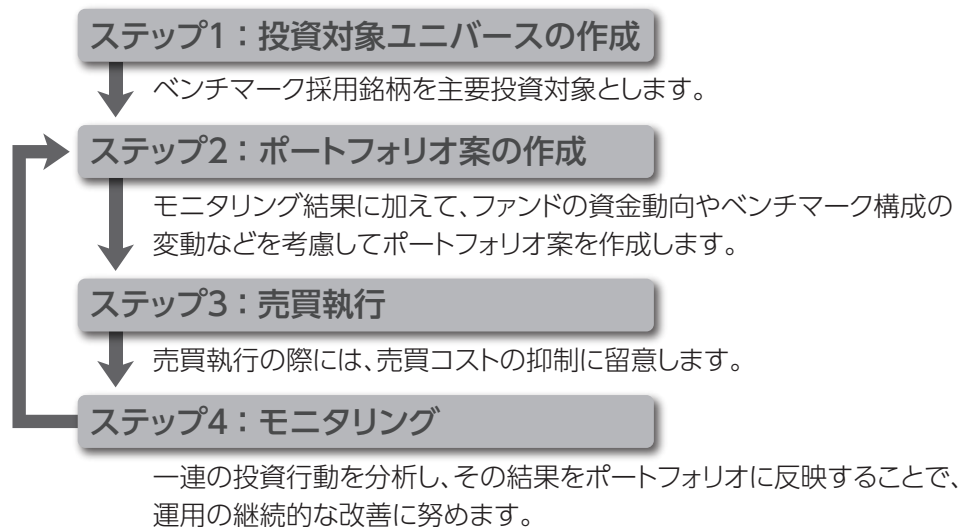 ステップ1：投資対象ユニバースの作成
ベンチマーク採用銘柄を主要投資対象とします。
ステップ2：ポートフォリオ案の作成
モニタリング結果に加えて、ファンドの資金動向やベンチマーク構成の
変動などを考慮してポートフォリオ案を作成します。
ステップ3：売買執行
売買執行の際には、売買コストの抑制に留意します。
ステップ4：モニタリング
一連の投資行動を分析し、その結果をポートフォリオに反映することで、
運用の継続的な改善に努めます。